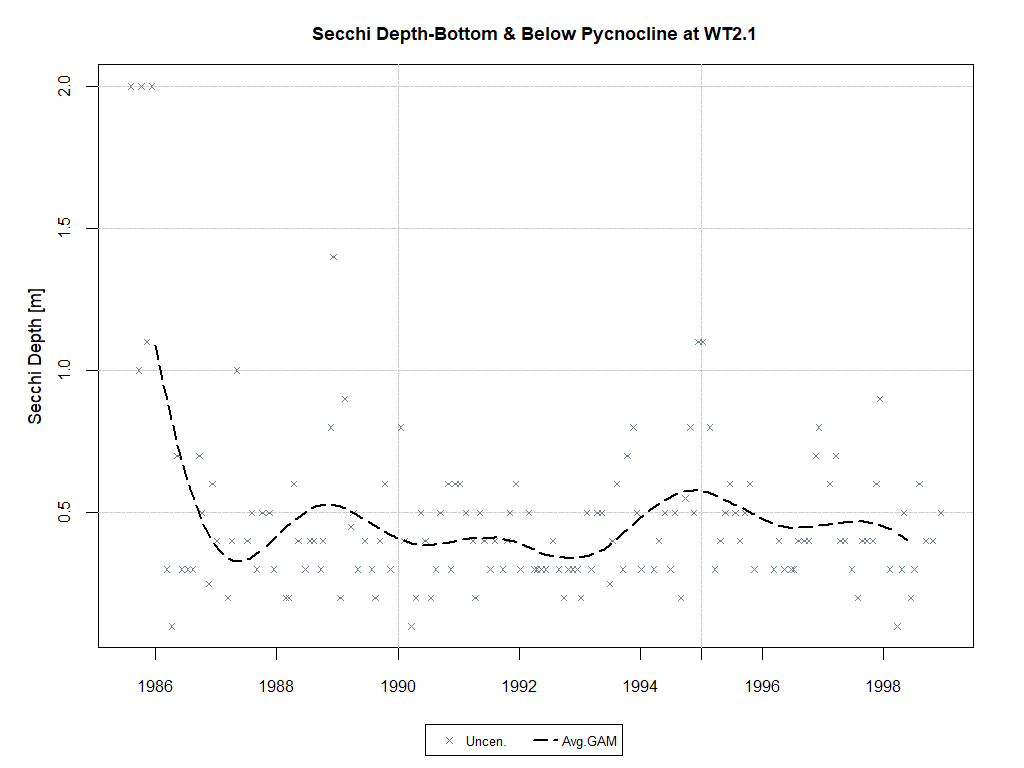 Secchi Depth-Bottom & Below Pycnocline at WT2.1
Secchi Depth [m]
2.0
1.5
1.0
0.5
1986 1988 1990 1992 1994 1996 1998
Uncen. Avg.GAM